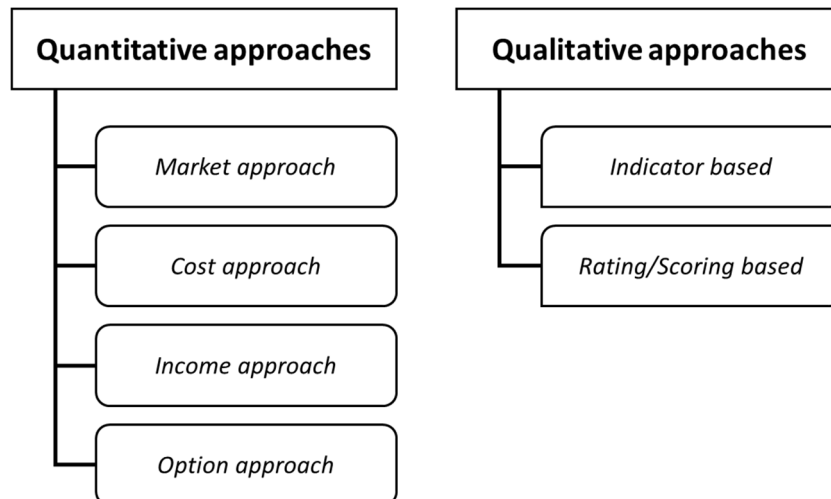 Quantitative approaches
Market approach
Cost approach
Income approach
Option approach
Qualitative approaches
Indicator based
Rating/Scoring based